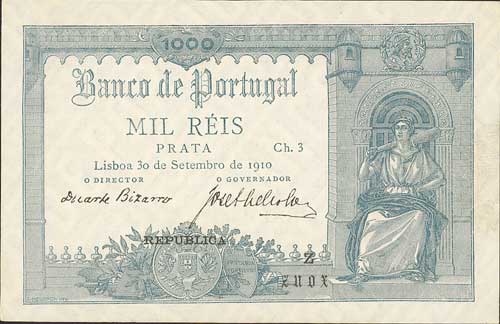 1000
Banco de Portugal
MIL RÉIS
PRATA Ch. 3
Lisboa 30 de Setembro de 1910
O DIRECTOR O GOVERNADOR
Duarte Bizarro
REPUBLICA
Z
ZUOX